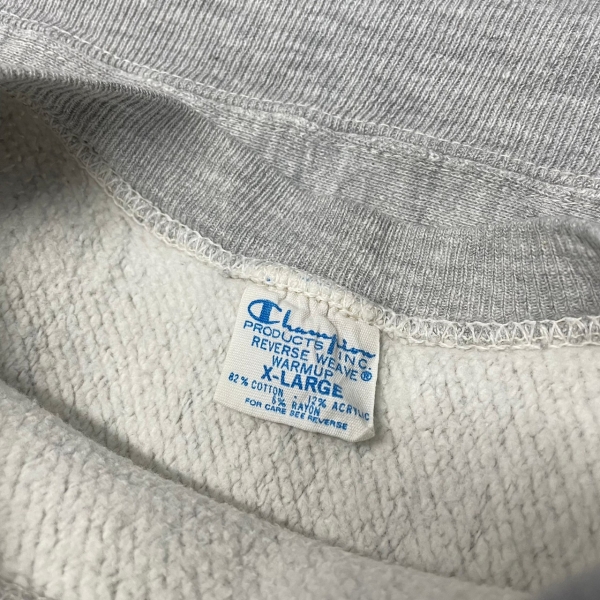 Champion
PRODUCTS INC.
REVERSE WEAVE®
WARMUP
X-LARGE
82% COTTON · 12% ACRYLIC
6% RAYON
FOR CARE SEE REVERSE